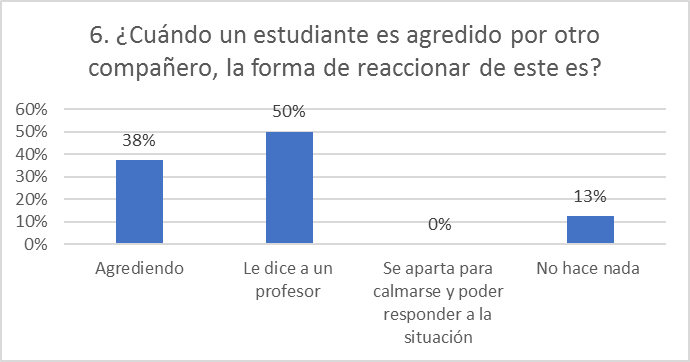 6. ¿Cuándo un estudiante es agredido por otro
compañero, la forma de reaccionar de este es?
60%
50%
40%
30%
20%
10%
0%
38%
50%
0%
13%
Agrediendo
Le dice a un
profesor
Se aparta para
calmarse y poder
responder a la
situación
No hace nada